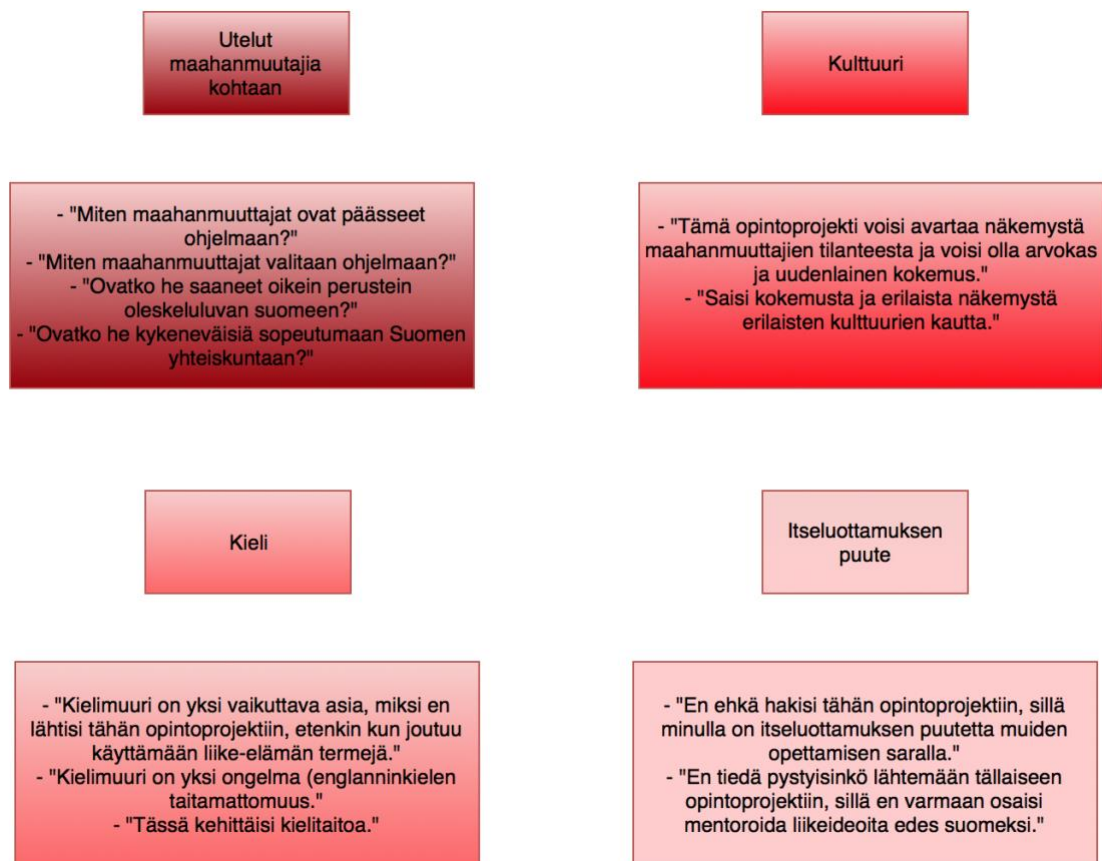 Utelut
maahanmuutajia
kohtaan
- "Miten maahanmuuttajat ovat päässeet
ohjelmaan?"
- "Miten maahanmuuttajat valitaan ohjelmaan?"
- "Ovatko he saaneet oikein perustein
oleskeluluvan suomeen?"
- "Ovatko he kykeneväisiä sopeutumaan Suomen
yhteiskuntaan?"
Kulttuuri
- "Tämä opintoprojekti voisi avartaa näkemystä
maahanmuuttajien tilanteesta ja voisi olla arvokas
ja uudenlainen kokemus."
- "Saisi kokemusta ja erilaista näkemystä
erilaisten kulttuurien kautta."
Kieli
- "Kielimuuri on yksi vaikuttava asia, miksi en
lähtisi tähän opintoprojektiin, etenkin kun joutuu
käyttämään liike-elämän termejä."
- "Kielimuuri on yksi ongelma (englanninkielen
taitamattomuus."
- "Tässä kehittäisi kielitaitoa."
Itseluottamuksen
puute
- "En ehkä hakisi tähän opintoprojektiin, sillä
minulla on itseluottamuksen puutetta muiden
opettamisen saralla."
- "En tiedä pystyisinkö lähtemään tällaiseen
opintoprojektiin, sillä en varmaan osaisi
mentoroida liikeideoita edes suomeksi."